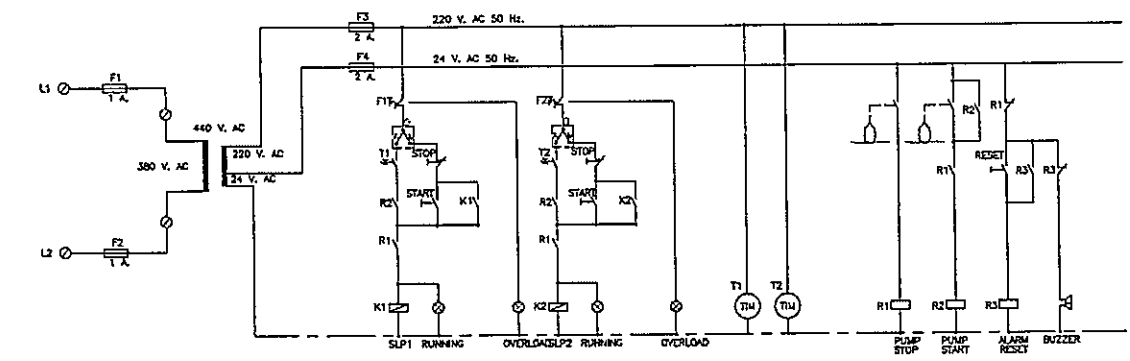 F3
220 V. AC 50 Hz.
2 A.
F4
24 V. AC 50 Hz.
2 A.
F1
L1
1 A.
440 V. AC
220 V. AC
380 V. AC
24 V. AC
F2
L2
1 A.
F1
T1
STOP
START
R2
K1
R1
K1
SLP1
RUNNING
OVERLOAD
F2
T2
STOP
START
R2
K2
R1
K2
SLP2
RUNNING
OVERLOAD
T1
TIM
T2
TIM
R1
PUMP
STOP
R2
R1
R2
PUMP
START
R1
RESET
R3
R3
R3
ALARM
RESET
BUZZER